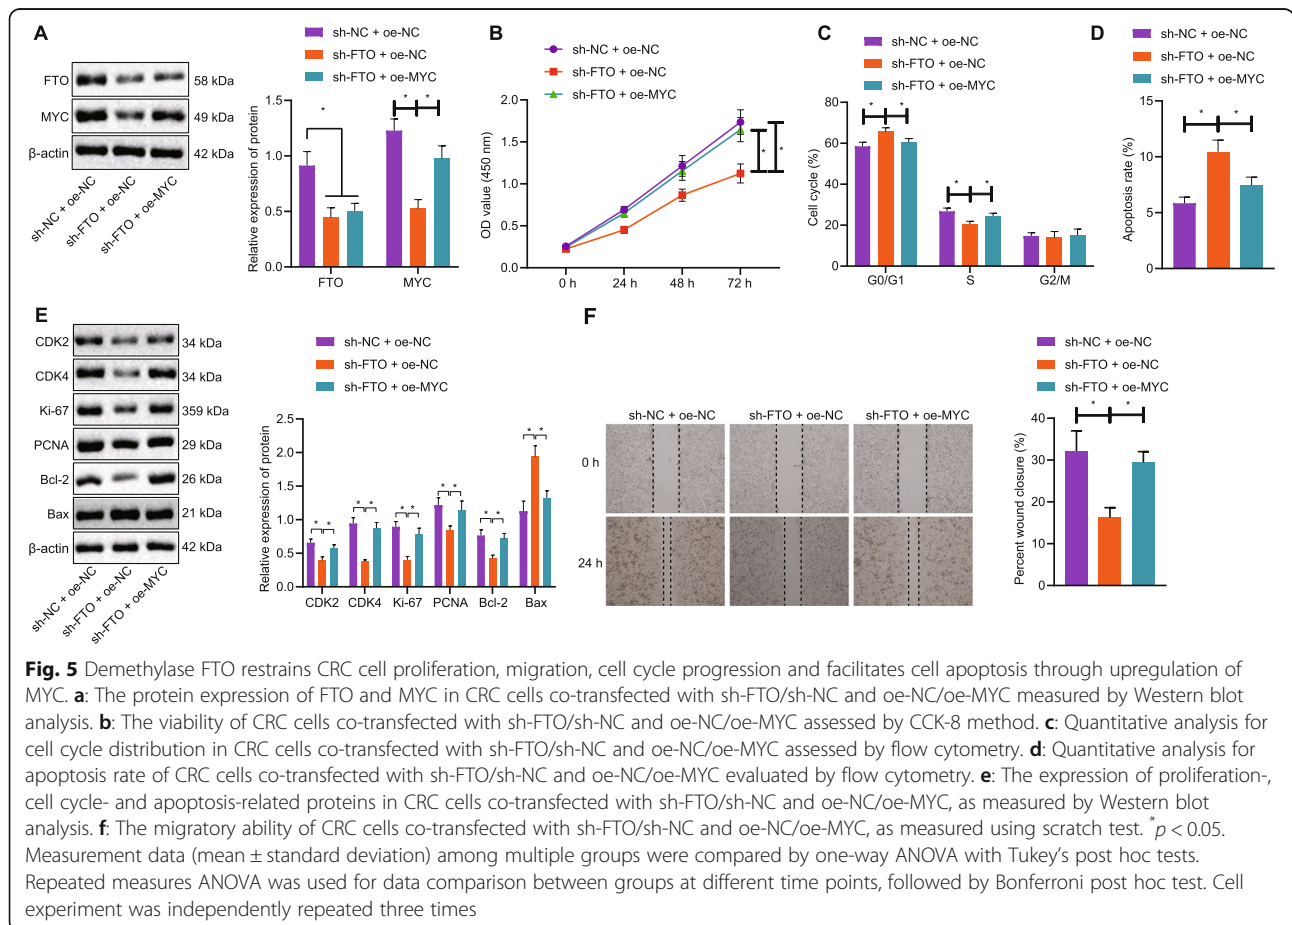 A
FTO
MYC
β-actin
58 kDa
49 kDa
42 kDa
sh-NC + oe-NC
sh-FTO + oe-NC
sh-FTO + oe-MYC
sh-NC + oe-NC
sh-FTO + oe-NC
sh-FTO + oe-MYC
Relative expression of protein
1.5
1.0
0.5
0.0
*
* *
FTO MYC
B
sh-NC + oe-NC
sh-FTO + oe-NC
sh-FTO + oe-MYC
OD value (450 nm)
2.0
1.5
1.0
0.5
0.0
* *
0 h 24 h 48 h 72 h
C
sh-NC + oe-NC
sh-FTO + oe-NC
sh-FTO + oe-MYC
Cell cycle (%)
80
60
40
20
0
* *
* *
G0/G1 S G2/M
D
sh-NC + oe-NC
sh-FTO + oe-NC
sh-FTO + oe-MYC
Apoptosis rate (%)
15
10
5
0
* *
E
CDK2
CDK4
Ki-67
PCNA
Bcl-2
Bax
β-actin
34 kDa
34 kDa
359 kDa
29 kDa
26 kDa
21 kDa
42 kDa
sh-NC + oe-NC
sh-FTO + oe-NC
sh-FTO + oe-MYC
sh-NC + oe-NC
sh-FTO + oe-NC
sh-FTO + oe-MYC
Relative expression of protein
2.5
2.0
1.5
1.0
0.5
0.0
* * * * * * * * * * * *
CDK2 CDK4 Ki-67 PCNA Bcl-2 Bax
F
sh-NC + oe-NC sh-FTO + oe-NC sh-FTO + oe-MYC
0 h
24 h
sh-NC + oe-NC
sh-FTO + oe-NC
sh-FTO + oe-MYC
Percent wound closure (%)
40
30
20
10
0
* *
Fig. 5 Demethylase FTO restrains CRC cell proliferation, migration, cell cycle progression and facilitates cell apoptosis through upregulation of
MYC. a: The protein expression of FTO and MYC in CRC cells co-transfected with sh-FTO/sh-NC and oe-NC/oe-MYC measured by Western blot
analysis. b: The viability of CRC cells co-transfected with sh-FTO/sh-NC and oe-NC/oe-MYC assessed by CCK-8 method. c: Quantitative analysis for
cell cycle distribution in CRC cells co-transfected with sh-FTO/sh-NC and oe-NC/oe-MYC assessed by flow cytometry. d: Quantitative analysis for
apoptosis rate of CRC cells co-transfected with sh-FTO/sh-NC and oe-NC/oe-MYC evaluated by flow cytometry. e: The expression of proliferation-,
cell cycle- and apoptosis-related proteins in CRC cells co-transfected with sh-FTO/sh-NC and oe-NC/oe-MYC, as measured by Western blot
analysis. f: The migratory ability of CRC cells co-transfected with sh-FTO/sh-NC and oe-NC/oe-MYC, as measured using scratch test. *p < 0.05.
Measurement data (mean ± standard deviation) among multiple groups were compared by one-way ANOVA with Tukey’s post hoc tests.
Repeated measures ANOVA was used for data comparison between groups at different time points, followed by Bonferroni post hoc test. Cell
experiment was independently repeated three times